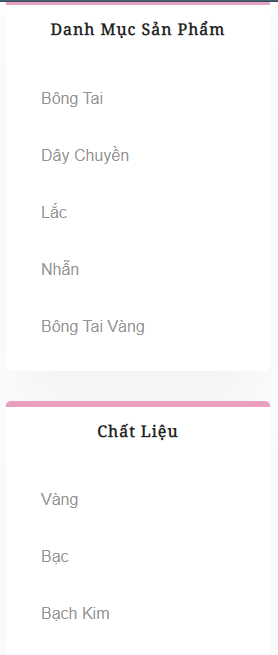 Danh Mục Sản Phẩm
Bông Tai
Dây Chuyền
Lắc
Nhẫn
Bông Tai Vàng
Chất Liệu
Vàng
Bạc
Bạch Kim